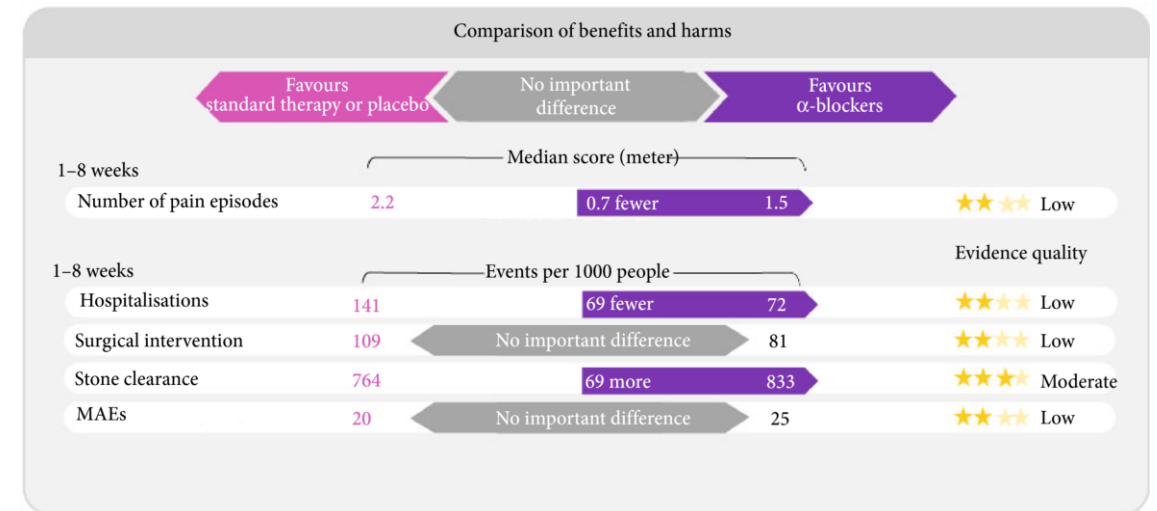 Comparison of benefits and harms
Favours
standard therapy or placebo
No important
difference
Favours
α-blockers
1–8 weeks
Median score (meter)
Number of pain episodes 2.2 0.7 fewer 1.5 Low
Evidence quality
1–8 weeks
Events per 1000 people
Hospitalisations 141 69 fewer 72 Low
Surgical intervention 109 No important difference 81 Low
Stone clearance 764 69 more 833 Moderate
MAEs 20 No important difference 25 Low